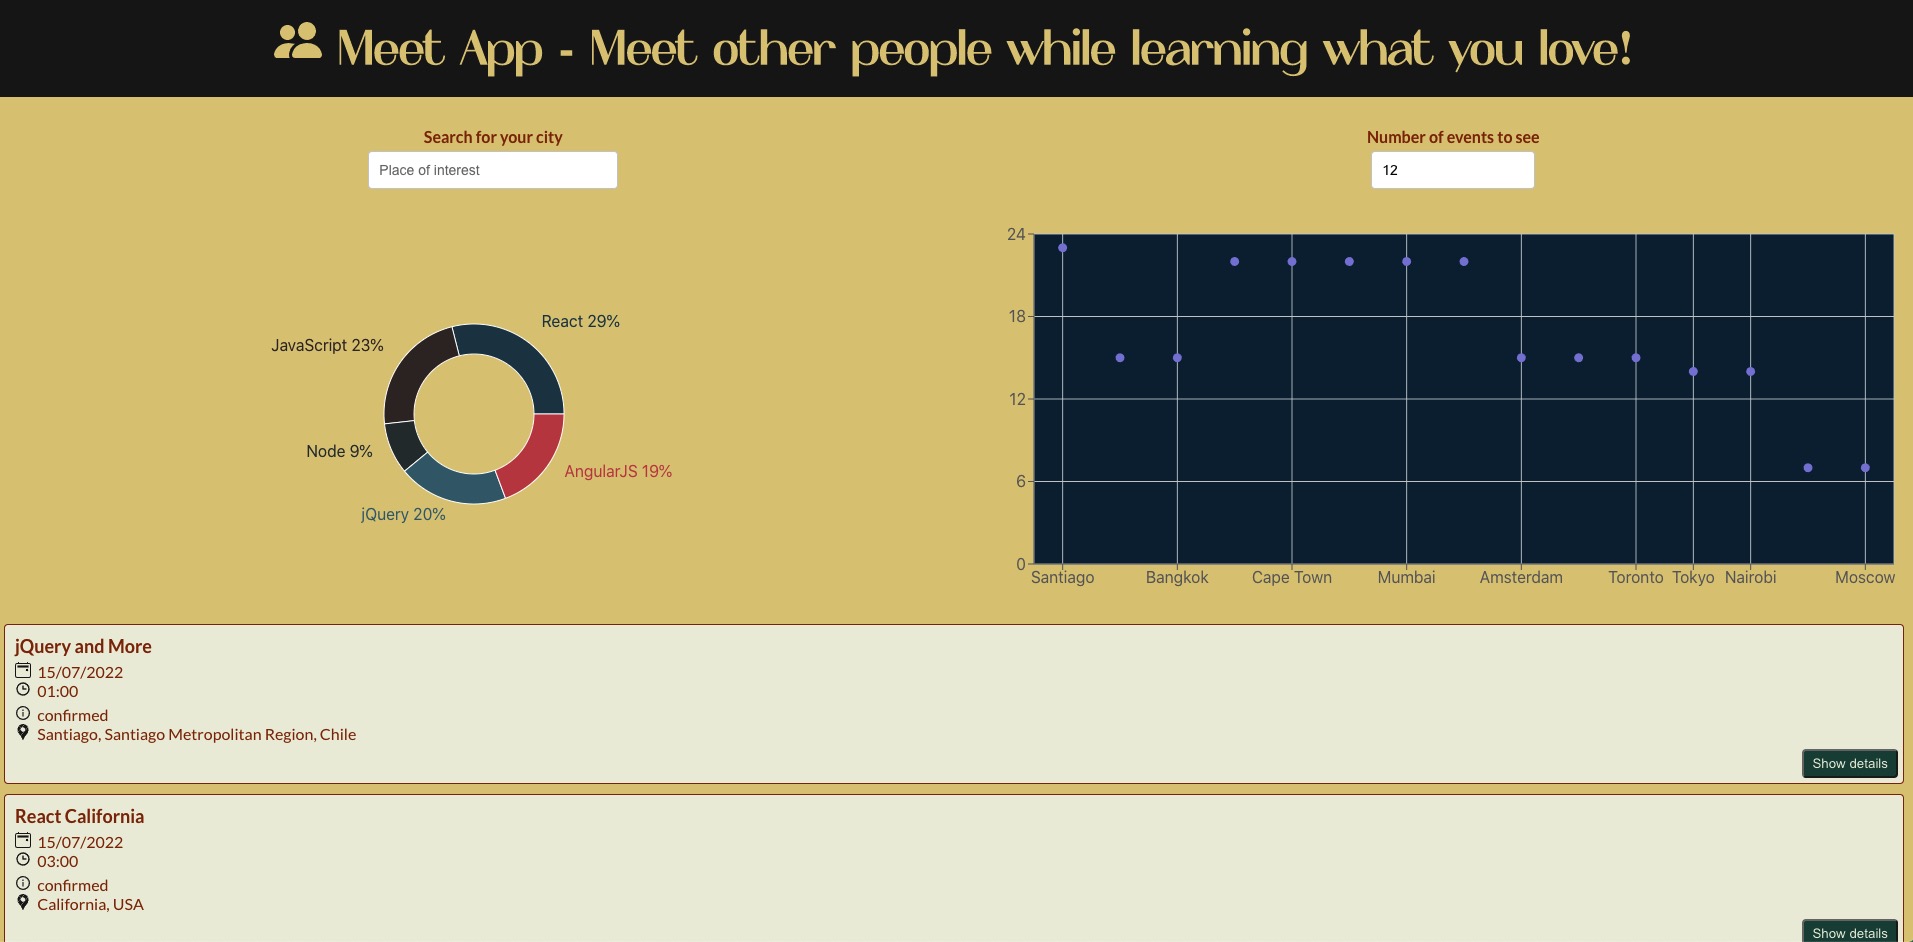 Meet App - Meet other people while learning what you love!
Search for your city
Place of interest
Number of events to see
12
React 29%
JavaScript 23%
Node 9%
jQuery 20%
AngularJS 19%
24
18
12
6
0
Santiago Bangkok Cape Town Mumbai Amsterdam Toronto Tokyo Nairobi Moscow
jQuery and More
15/07/2022
01:00
confirmed
Santiago, Santiago Metropolitan Region, Chile
Show details
React California
15/07/2022
03:00
confirmed
California, USA
Show details